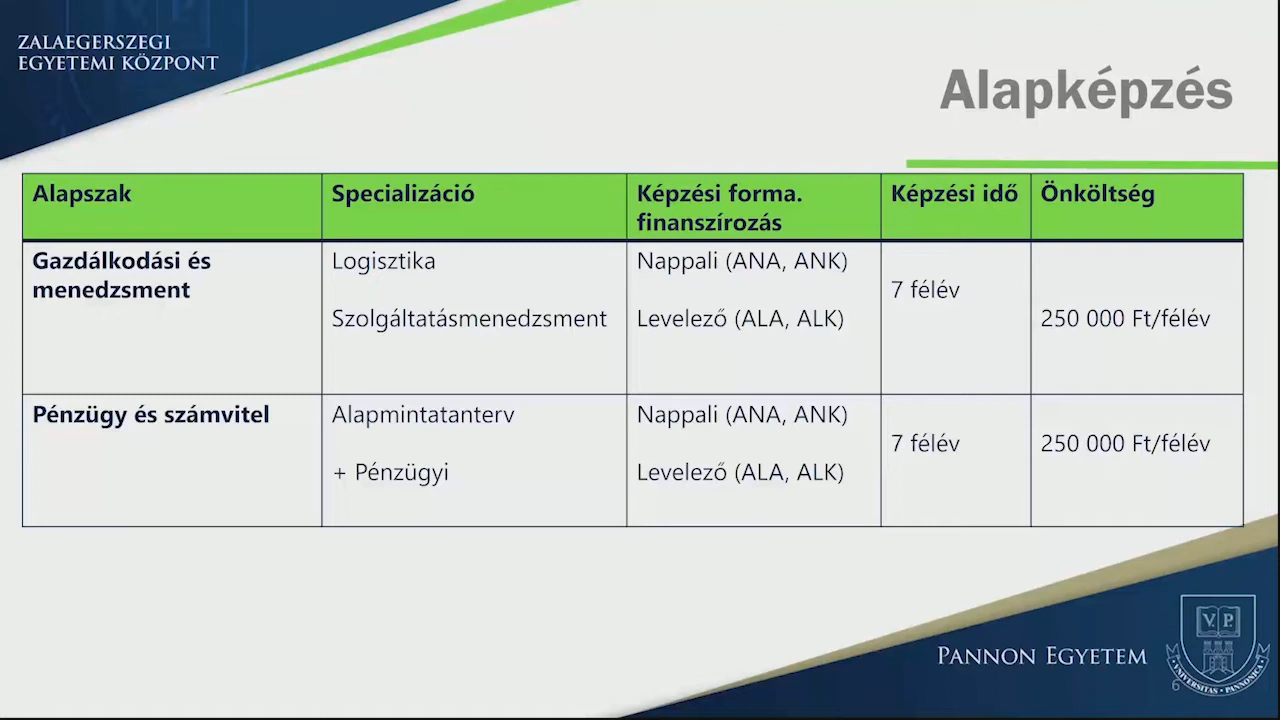 ZALAEGERSZEGI
EGYETEMI KÖZPONT
Alapképzés
Alapszak
Specializáció
Képzési forma.
finanszírozás
Képzési idő
Önköltség
Gazdálkodási és
menedzsment
Logisztika
Szolgáltatásmenedzsment
Nappali (ANA, ANK)
Levelező (ALA, ALK)
7 félév
250 000 Ft/félév
Pénzügy és számvitel
Alapmintatanterv
+ Pénzügyi
Nappali (ANA, ANK)
Levelező (ALA, ALK)
7 félév
250 000 Ft/félév
PANNON EGYETEM
V. P.
UNIVERSITAS • PANNONICA
6